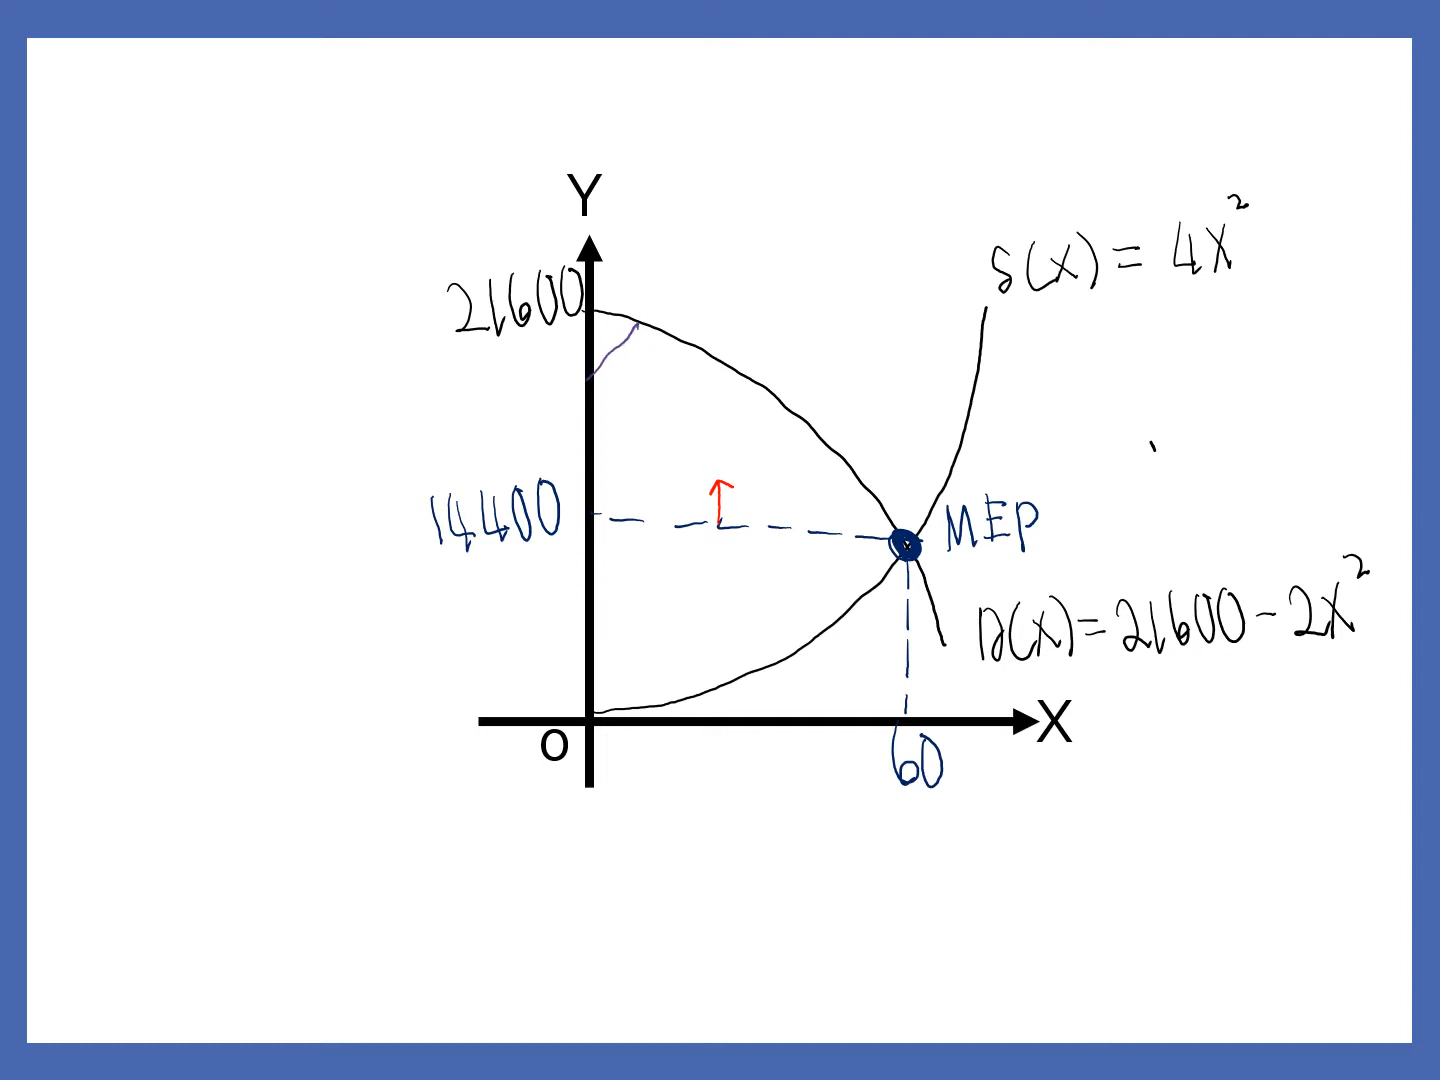 Y
S(x) = 4x²
21600
14400
MEP
D(x) = 21600 - 2x²
O
X
60